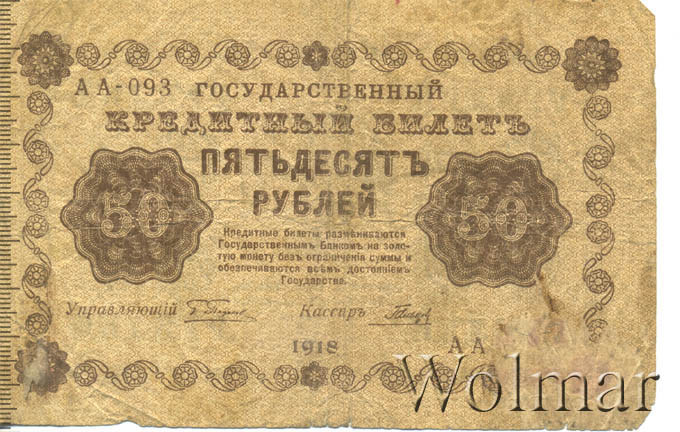 АА-093 ГОСУДАРСТВЕННЫЙ
КРЕДИТНЫЙ БИЛЕТЪ
ПЯТЬДЕСЯТЪ
РУБЛЕЙ
50
50
Кредитные билеты размениваются
Государственнымъ Банкомъ на золо-
тую монету безъ ограничения суммы и
обезпечиваются всѣмъ достояніемъ
Государства.
Управляющій
Кассиръ
1918
АА
Wolmar